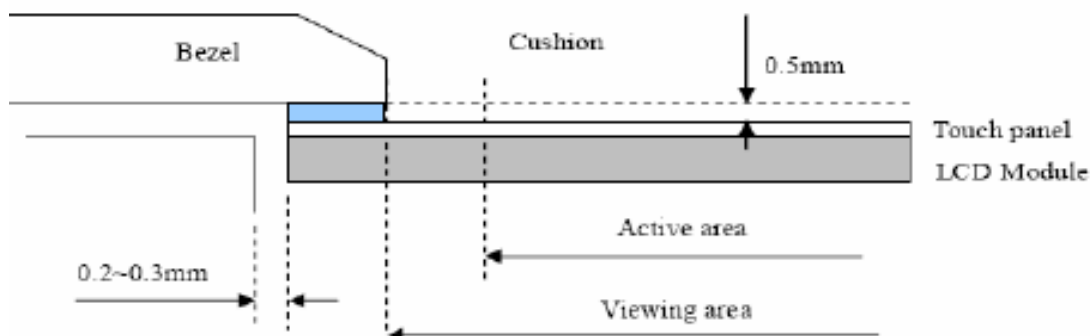 Cushion
Bezel
0.5mm
Touch panel
LCD Module
Active area
0.2~0.3mm
Viewing area